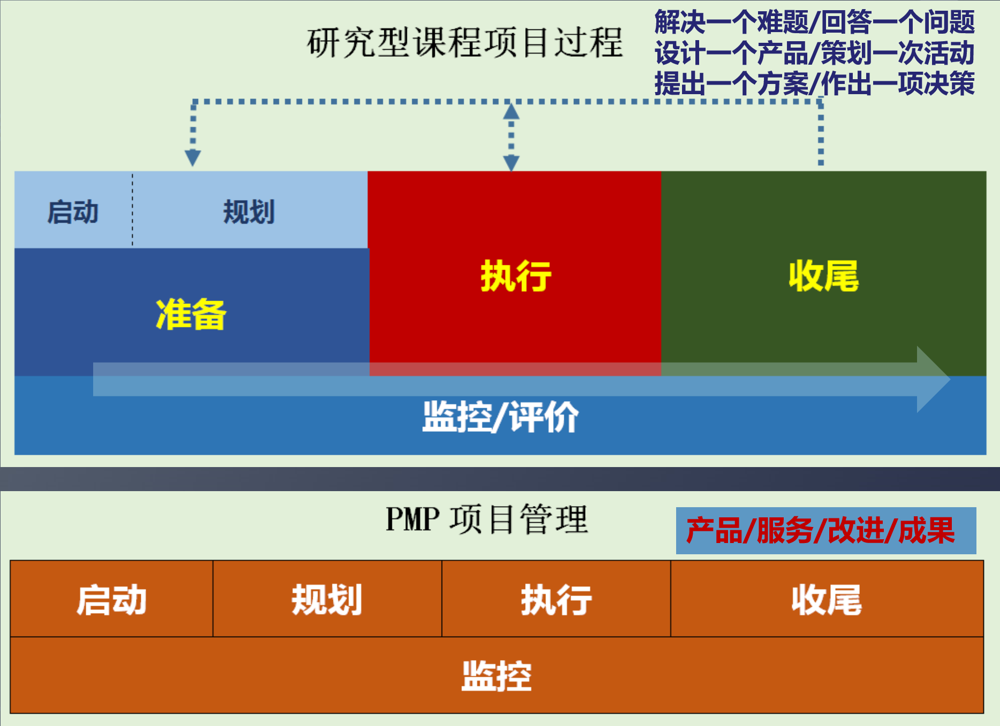 研究型课程项目过程
解决一个难题/回答一个问题
设计一个产品/策划一次活动
提出一个方案/作出一项决策
启动
规划
准备
执行
收尾
监控/评价
PMP 项目管理
产品/服务/改进/成果
启动
规划
执行
收尾
监控